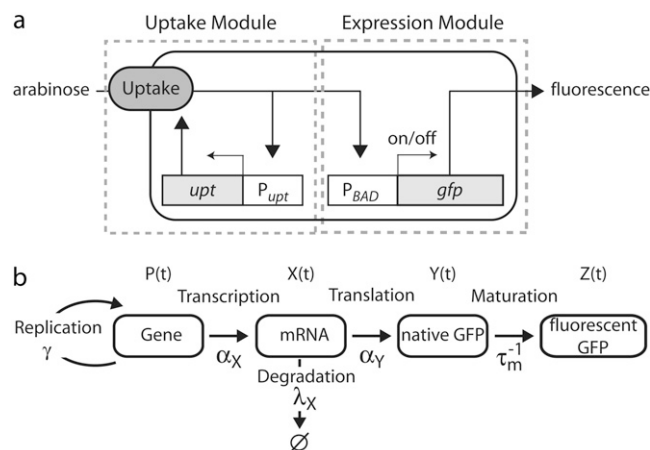 a
Uptake Module
Expression Module
arabinose
Uptake
fluorescence
on/off
upt
P_upt
P_BAD
gfp
b
P(t)
X(t)
Y(t)
Z(t)
Transcription
Translation
Maturation
Replication
γ
Gene
mRNA
native GFP
fluorescent
GFP
α_X
α_Y
τ_m^-1
Degradation
λ_X
∅